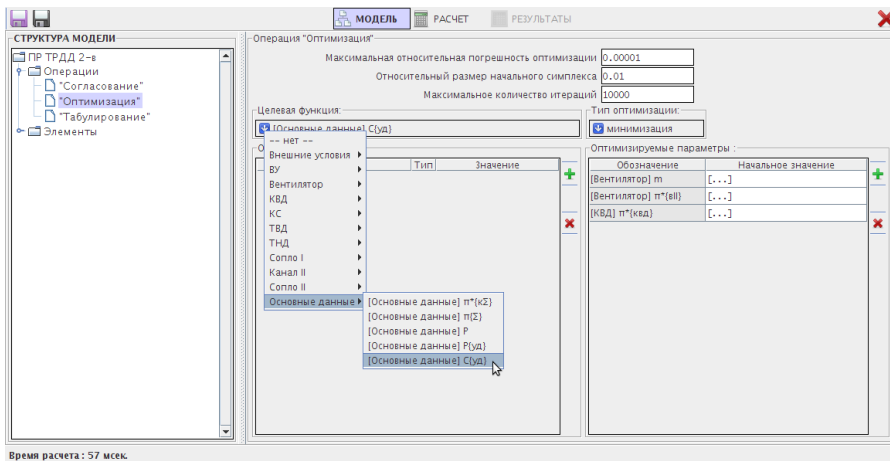 МОДЕЛЬ РАСЧЕТ РЕЗУЛЬТАТЫ
СТРУКТУРА МОДЕЛИ
ПР ТРДД 2-в
Операции
"Согласование"
"Оптимизация"
"Табулирование"
Элементы
Операция "Оптимизация"
Максимальная относительная погрешность оптимизации 0.00001
Относительный размер начального симплекса 0.01
Максимальное количество итераций 10000
Целевая функция:
[Основные данные] C{уд}
Тип оптимизации:
минимизация
-- нет --
Внешние условия
ВУ
Вентилятор
КВД
КС
ТВД
ТНД
Сопло I
Канал II
Сопло II
Основные данные
[Основные данные] π*{кΣ}
[Основные данные] π{Σ}
[Основные данные] P
[Основные данные] P{уд}
[Основные данные] C{уд}
Тип Значение
Оптимизируемые параметры :
Обозначение Начальное значение
[Вентилятор] m [...]
[Вентилятор] π*{вII} [...]
[КВД] π*{квд} [...]
Время расчета : 57 мсек.